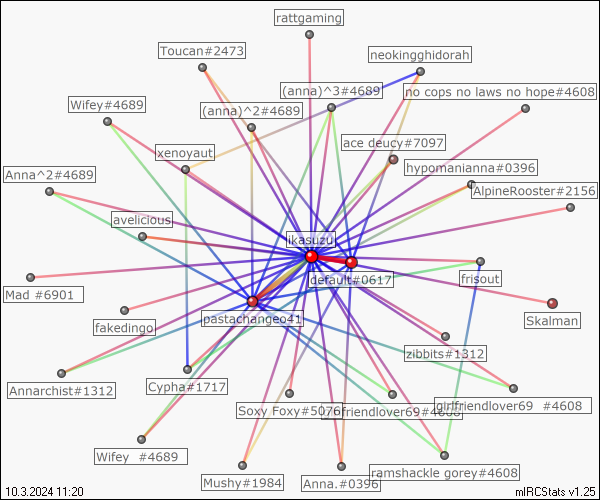 rattgaming
Toucan#2473
neokingghidorah
(anna)^3#4689
no cops no laws no hope#4608
Wifey#4689
(anna)^2#4689
ace deucy#7097
xenoyaut
hypomanianna#0396
Anna^2#4689
AlpineRooster#2156
avelicious
ikasuzu
default#0617
frisout
Mad #6901
pastachangeo41
Skalman
fakedingo
zibbits#1312
Annarchist#1312
Cypha#1717
Soxy Foxy#5076
friendlover69#4608
girlfriendlover69 #4608
Wifey #4689
Mushy#1984
Anna.#0396
ramshackle gorey#4608
10.3.2024 11:20
mIRCStats v1.25